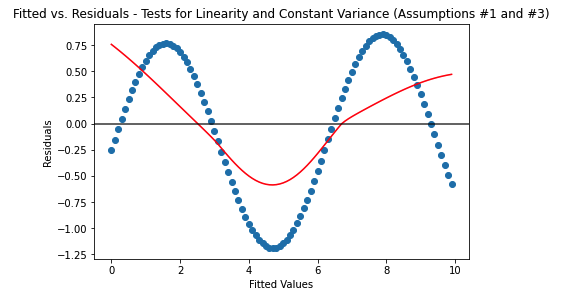 Fitted vs. Residuals - Tests for Linearity and Constant Variance (Assumptions #1 and #3)
0.75
0.50
0.25
0.00
−0.25
−0.50
−0.75
−1.00
−1.25
Residuals
0 2 4 6 8 10
Fitted Values